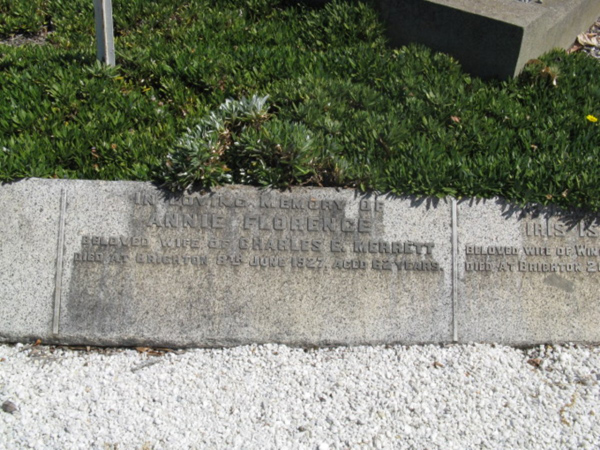 IN LOVING MEMORY OF
ANNIE FLORENCE
BELOVED WIFE OF CHARLES E. MERRETT
DIED AT BRIGHTON 8TH JUNE 1927, AGED 62 YEARS.
IRIS
BELOVED WIFE OF
DIED AT BRIGHTON